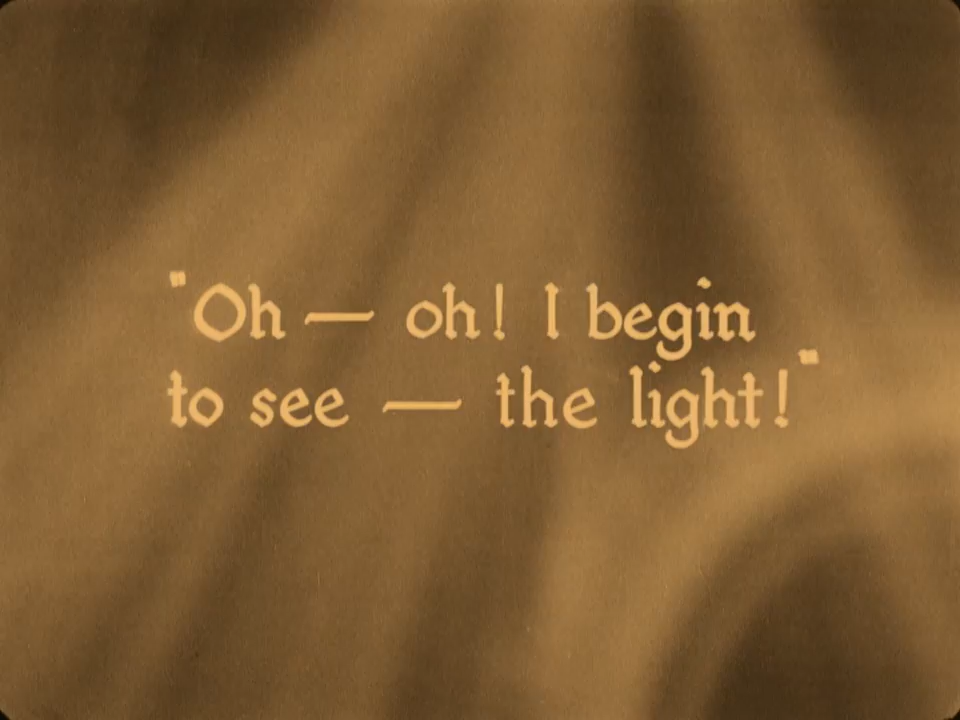 "Oh — oh! I begin
to see — the light!"